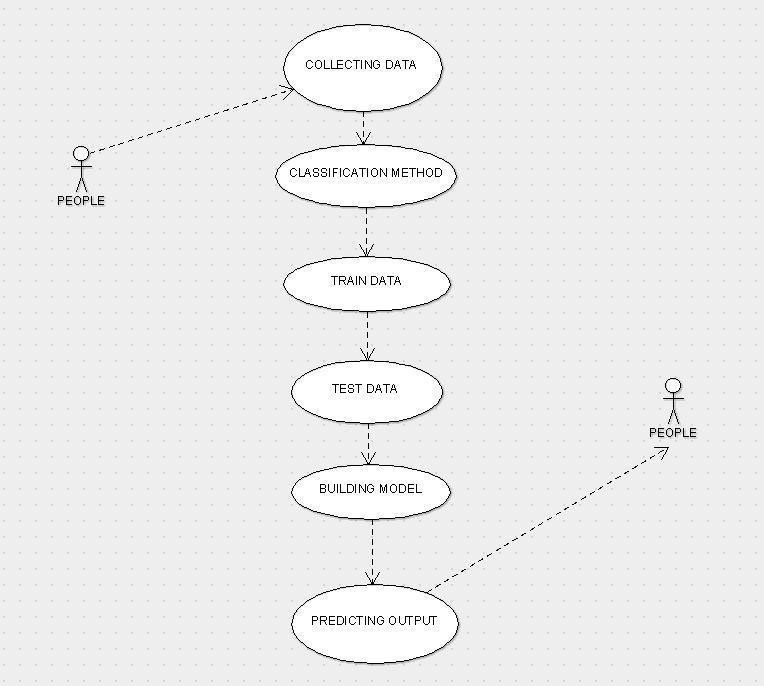 COLLECTING DATA
CLASSIFICATION METHOD
PEOPLE
TRAIN DATA
TEST DATA
PEOPLE
BUILDING MODEL
PREDICTING OUTPUT